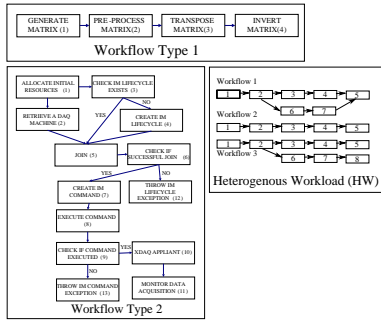 GENERATE
MATRIX (1)
PRE-PROCESS
MATRIX(2)
TRANSPOSE
MATRIX(3)
INVERT
MATRIX(4)
Workflow Type 1
ALLOCATE INITIAL
RESOURCES (1)
CHECK IM LIFECYCLE
EXISTS (3)
YES
NO
RETRIEVE A DAQ
MACHINE (2)
CREATE IM
LIFECYCLE (4)
JOIN (5)
CHECK IF
SUCCESSFUL JOIN (6)
YES
NO
CREATE IM
COMMAND (7)
THROW IM
LIFECYCLE
EXCEPTION (12)
EXECUTE COMMAND
(8)
CHECK IF COMMAND
EXECUTED (9)
YES
XDAQ APPLIANT (10)
NO
THROW IM COMMAND
EXCEPTION (13)
MONITOR DATA
ACQUISITION (11)
Workflow Type 2
Workflow 1
1 2 3 4 5
6 7
Workflow 2
1 2 3 4 5
1 2 3 4 5
Workflow 3
6 7 8
Heterogenous Workload (HW)